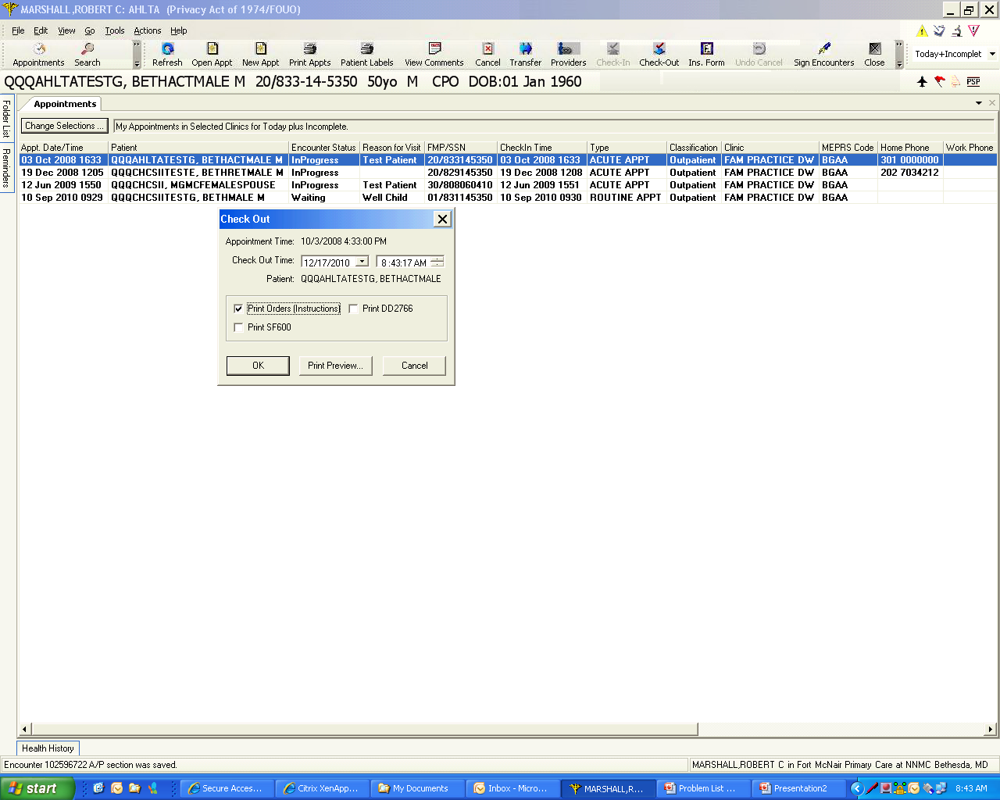 MARSHALL,ROBERT C: AHLTA (Privacy Act of 1974/FOUO)
File Edit View Go Tools Actions Help
Appointments Search Refresh Open Appt New Appt Print Appts Patient Labels View Comments Cancel Transfer Providers Check-In Check-Out Ins. Form Undo Cancel Sign Encounters Close Today+Incomplet
QQQAHLTATESTG, BETHACTMALE M 20/833-14-5350 50yo M CPO DOB:01 Jan 1960 PSP
Folder List
Reminders
Appointments
Change Selections ... My Appointments in Selected Clinics for Today plus Incomplete.
Appt. Date/Time Patient Encounter Status Reason for Visit FMP/SSN CheckIn Time Type Classification Clinic MEPRS Code Home Phone Work Phone
03 Oct 2008 1633 QQQAHLTATESTG, BETHACTMALE M InProgress Test Patient 20/833145350 03 Oct 2008 1633 ACUTE APPT Outpatient FAM PRACTICE DW BGAA 301 0000000
19 Dec 2008 1205 QQQCHCSIITESTE, BETHRETMALE M InProgress 20/829145350 19 Dec 2008 1208 ACUTE APPT Outpatient FAM PRACTICE DW BGAA 202 7034212
12 Jun 2009 1550 QQQCHCSII, MGMCFEMALESPOUSE InProgress Test Patient 30/808060410 12 Jun 2009 1551 ACUTE APPT Outpatient FAM PRACTICE DW BGAA
10 Sep 2010 0929 QQQCHCSIITESTG, BETHMALE M Waiting Well Child 01/831145350 10 Sep 2010 0930 ROUTINE APPT Outpatient FAM PRACTICE DW BGAA
Check Out
Appointment Time: 10/3/2008 4:33:00 PM
Check Out Time: 12/17/2010 8:43:17 AM
Patient: QQQAHLTATESTG, BETHACTMALE
Print Orders (Instructions) Print DD2766
Print SF600
OK Print Preview... Cancel
Health History
Encounter 102596722 A/P section was saved. MARSHALL,ROBERT C in Fort McNair Primary Care at NNMC Bethesda, MD
start Secure Acces... Citrix XenApp... My Documents Inbox - Micro... MARSHALL,R... Problem List ... Presentation2 8:43 AM